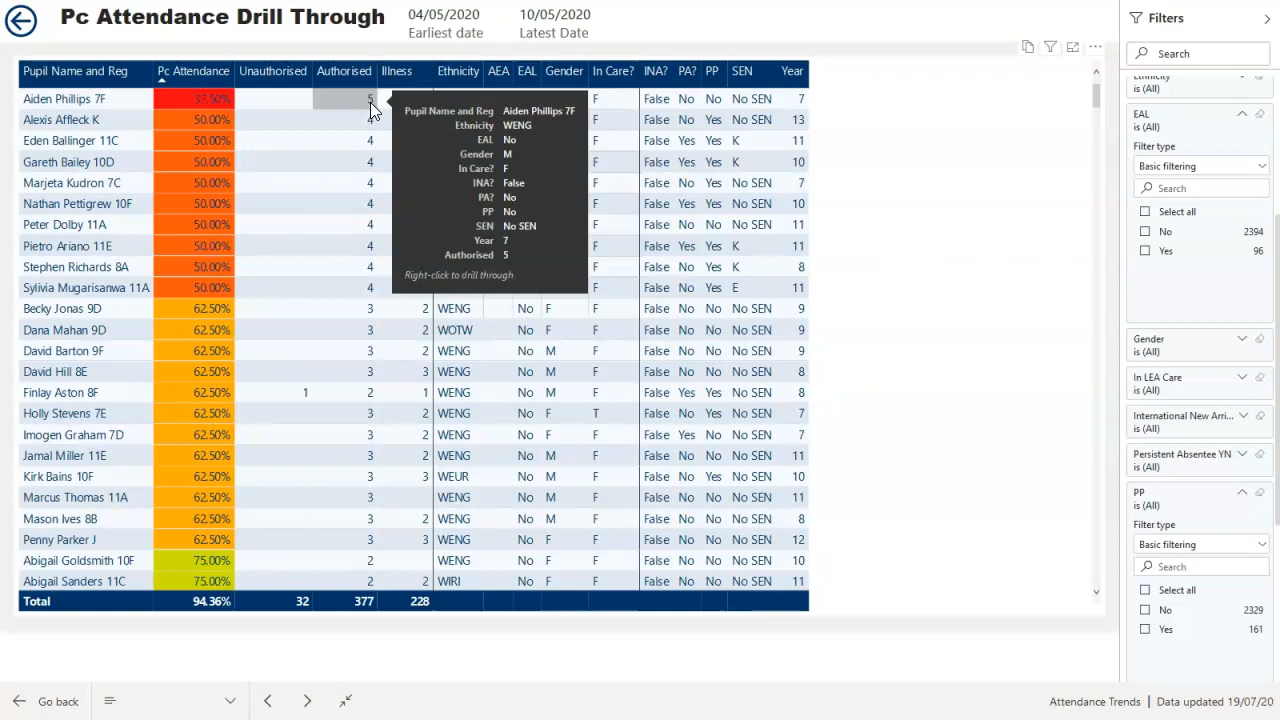 Pc Attendance Drill Through
04/05/2020 10/05/2020
Earliest date Latest Date
Pupil Name and Reg Pc Attendance Unauthorised Authorised Illness Ethnicity AEA EAL Gender In Care? INA? PA? PP SEN Year
Aiden Phillips 7F 37.50% 5 F False No No No SEN 7
Alexis Affleck K 50.00% 4 F False No No No SEN 13
Eden Ballinger 11C 50.00% 4 F False Yes Yes K 11
Gareth Bailey 10D 50.00% 4 F False No Yes K 10
Marjeta Kudron 7C 50.00% 4 F False No Yes No SEN 7
Nathan Pettigrew 10F 50.00% 4 F False Yes Yes No SEN 10
Peter Dolby 11A 50.00% 4 F False No No No SEN 11
Pietro Ariano 11E 50.00% 4 F False Yes Yes K 11
Stephen Richards 8A 50.00% 4 F False No Yes K 8
Sylivia Mugarisanwa 11A 50.00% 4 F False No Yes E 11
Becky Jonas 9D 62.50% 3 2 WENG No F F False No No No SEN 9
Dana Mahan 9D 62.50% 3 2 WOTW No F F False No No No SEN 9
David Barton 9F 62.50% 3 2 WENG No M F False No No No SEN 9
David Hill 8E 62.50% 3 3 WENG No M F False No No No SEN 8
Finlay Aston 8F 62.50% 1 2 1 WENG No M F False Yes Yes No SEN 8
Holly Stevens 7E 62.50% 3 2 WENG No F T False No Yes No SEN 7
Imogen Graham 7D 62.50% 3 2 WENG No F F False Yes No No SEN 7
Jamal Miller 11E 62.50% 3 2 WENG No M F False No No No SEN 11
Kirk Bains 10F 62.50% 3 3 WEUR No M F False No Yes No SEN 10
Marcus Thomas 11A 62.50% 3 WENG No M F False No No No SEN 11
Mason Ives 8B 62.50% 3 2 WENG No M F False No No No SEN 8
Penny Parker J 62.50% 3 3 WENG No F F False No No No SEN 12
Abigail Goldsmith 10F 75.00% 2 WENG No F F False No No No SEN 10
Abigail Sanders 11C 75.00% 2 2 WIRI No F F False No No No SEN 11
Total 94.36% 32 377 228
Pupil Name and Reg Aiden Phillips 7F
Ethnicity WENG
EAL No
Gender M
In Care? F
INA? False
PA? No
PP No
SEN No SEN
Year 7
Authorised 5
Right-click to drill through
Filters
Search
Ethnicity
is (All)
EAL
is (All)
Filter type
Basic filtering
Search
Select all
No 2394
Yes 96
Gender
is (All)
In LEA Care
is (All)
International New Arri...
is (All)
Persistent Absentee YN
is (All)
PP
is (All)
Filter type
Basic filtering
Search
Select all
No 2329
Yes 161
Go back
Attendance Trends | Data updated 19/07/20